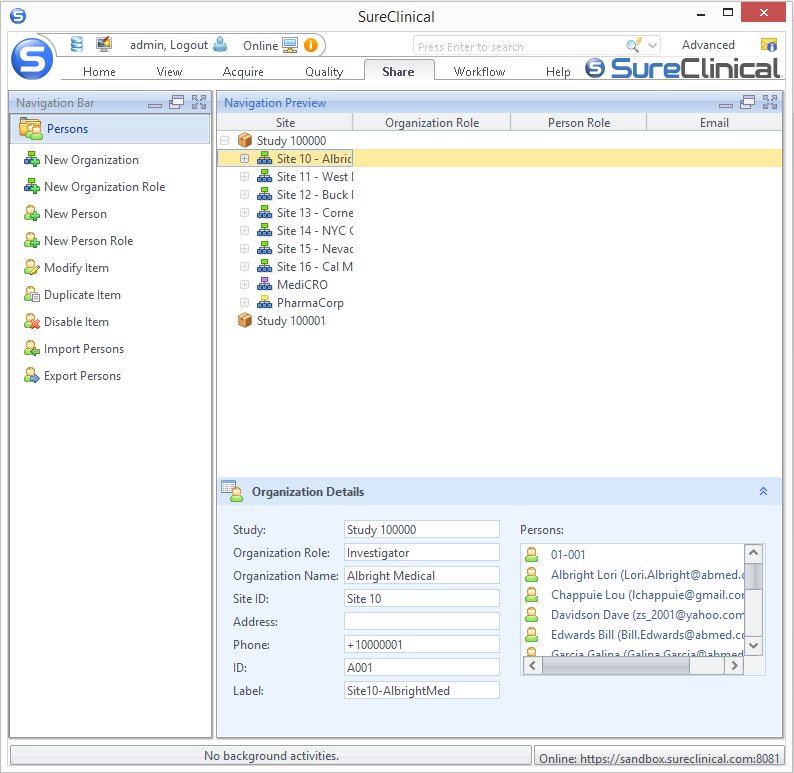 SureClinical
admin, Logout Online Press Enter to search Advanced
Home View Acquire Quality Share Workflow Help SureClinical
Navigation Bar
Persons
New Organization
New Organization Role
New Person
New Person Role
Modify Item
Duplicate Item
Disable Item
Import Persons
Export Persons
Navigation Preview
Site Organization Role Person Role Email
Study 100000
Site 10 - Albric
Site 11 - West
Site 12 - Buck
Site 13 - Corne
Site 14 - NYC
Site 15 - Nevac
Site 16 - Cal M
MediCRO
PharmaCorp
Study 100001
Organization Details
Study: Study 100000
Organization Role: Investigator
Organization Name: Albright Medical
Site ID: Site 10
Address:
Phone: +10000001
ID: A001
Label: Site10-AlbrightMed
Persons:
01-001
Albright Lori (Lori.Albright@abmed.c
Chappuie Lou (lchappuie@gmail.cor
Davidson Dave (zs_2001@yahoo.com
Edwards Bill (Bill.Edwards@abmed.cc
Garcia Galina (Galina.Garcia@abmed
No background activities.
Online: https://sandbox.sureclinical.com:8081